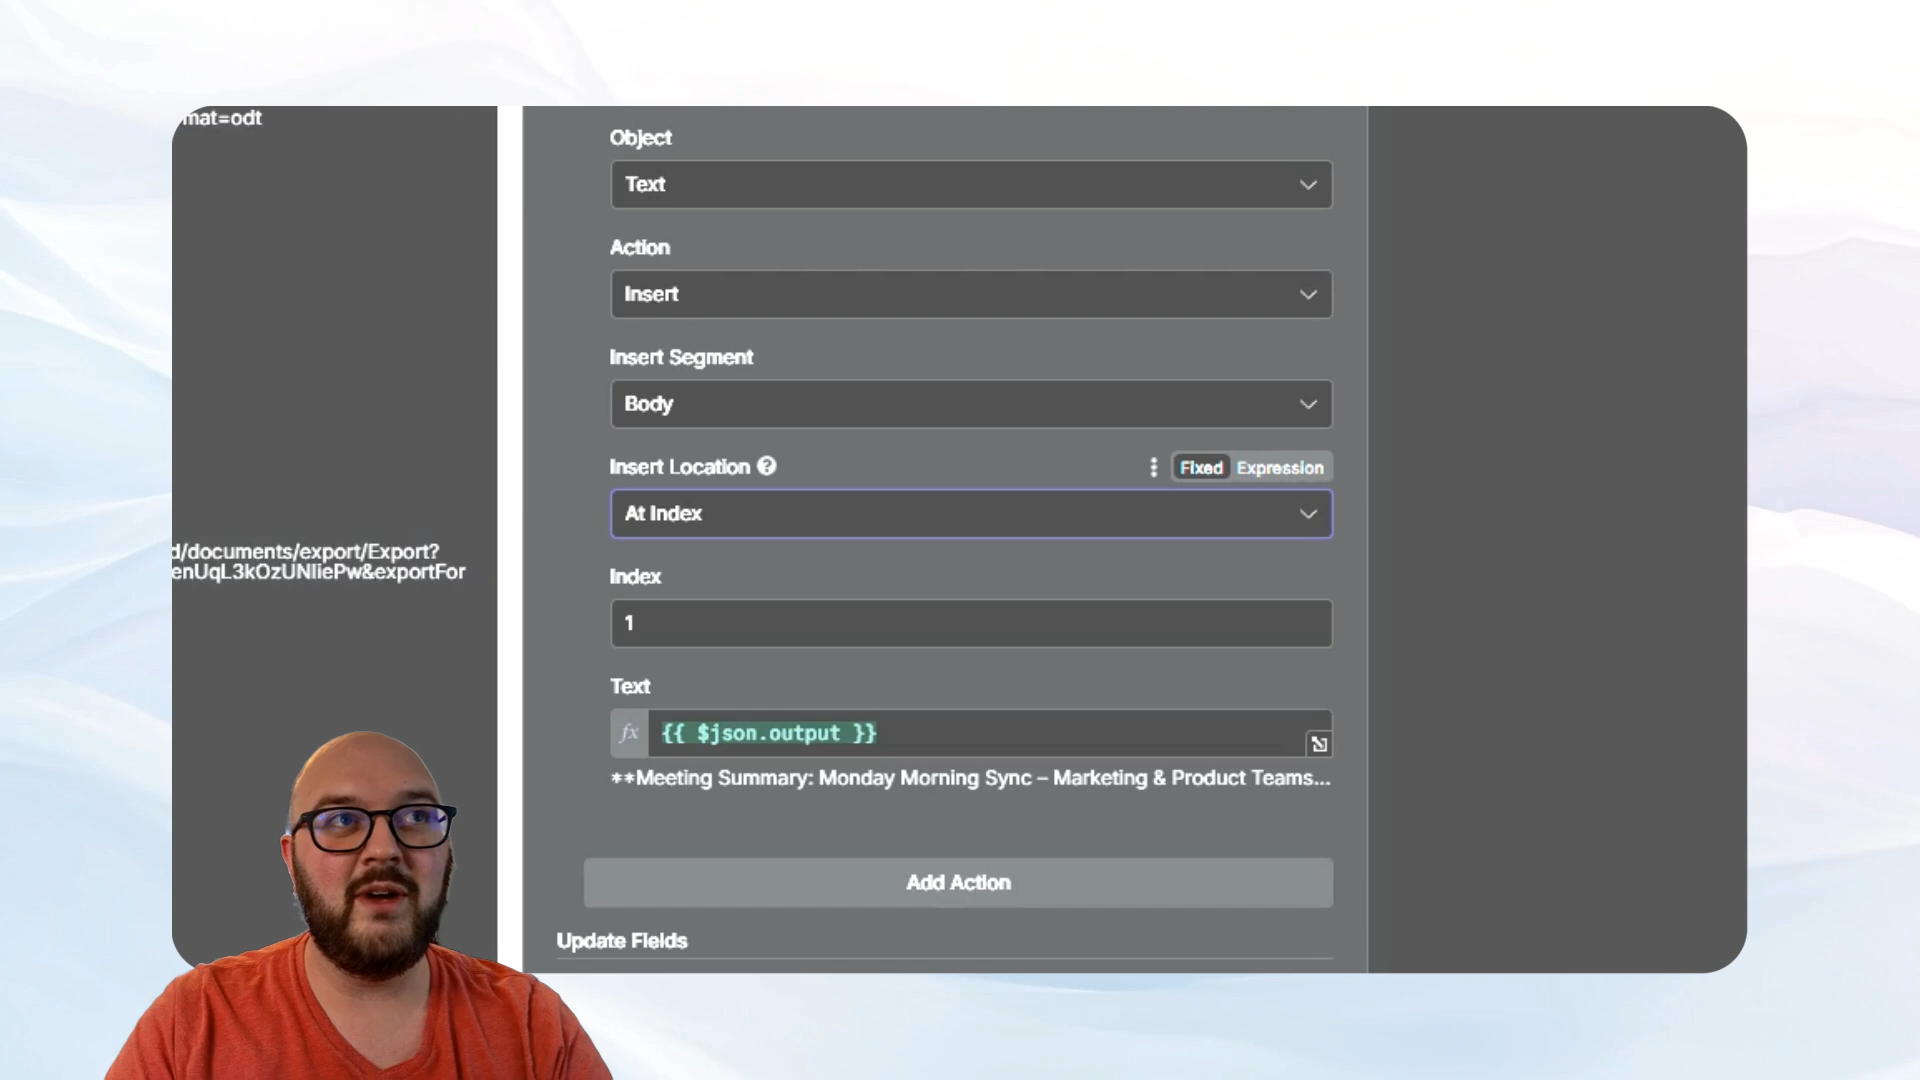 mat=odt
d/documents/export/Export?
enUqL3kOzUNIiePw&exportFor
Object
Text
Action
Insert
Insert Segment
Body
Insert Location
Fixed Expression
At Index
Index
1
Text
fx {{ $json.output }}
**Meeting Summary: Monday Morning Sync – Marketing & Product Teams...
Add Action
Update Fields